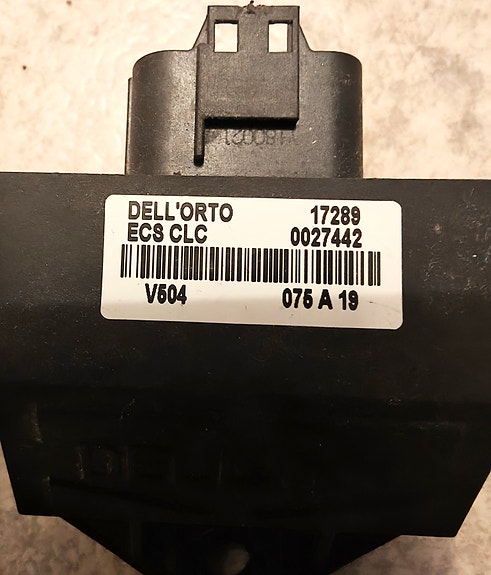 DELL'ORTO 17289
ECS CLC 0027442
V504 075 A 19